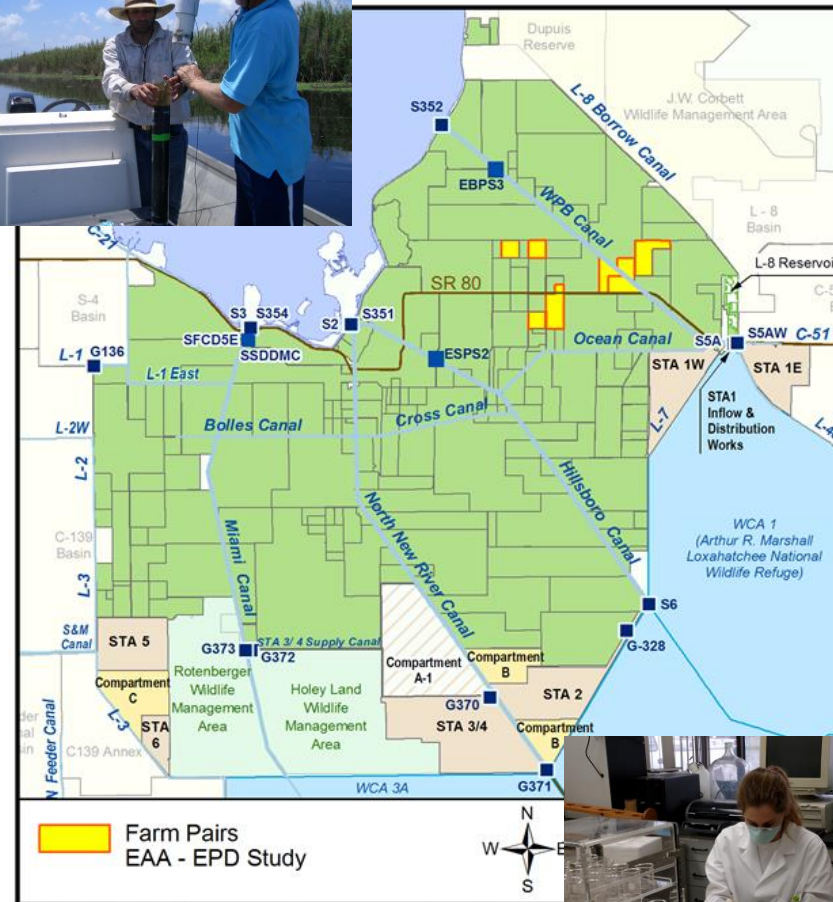 Dupuis
Reserve
J.W. Corbett
Wildlife Management Area
L-8 Borrow Canal
S352
EBPS3
WPB Canal
L - 8
Basin
L-8 Reservoi
C-21
S-4
Basin
SR 80
S3
S354
S2
S351
SFCD5E
SSDDMC
ESPS2
Ocean Canal
S5A
S5AW
C-51
L-1
G136
L-1 East
STA 1W
STA 1E
STA1
Inflow &
Distribution
Works
L-7
L-2W
Bolles Canal
Cross Canal
L-2
Miami Canal
North New River Canal
Hillsboro Canal
WCA 1
(Arthur R. Marshall
Loxahatchee National
Wildlife Refuge)
C-139
Basin
L-3
S6
G-328
S&M
Canal
STA 5
G373
G372
STA 3/ 4 Supply Canal
Rotenberger
Wildlife
Management
Area
Holey Land
Wildlife
Management
Area
Compartment
A-1
Compartment
B
Compartment
C
G370
STA 2
L-3
STA
6
STA 3/4
Compartment
B
C139 Annex
N Feeder Canal
WCA 3A
G371
Farm Pairs
EAA - EPD Study
N
W
E
S